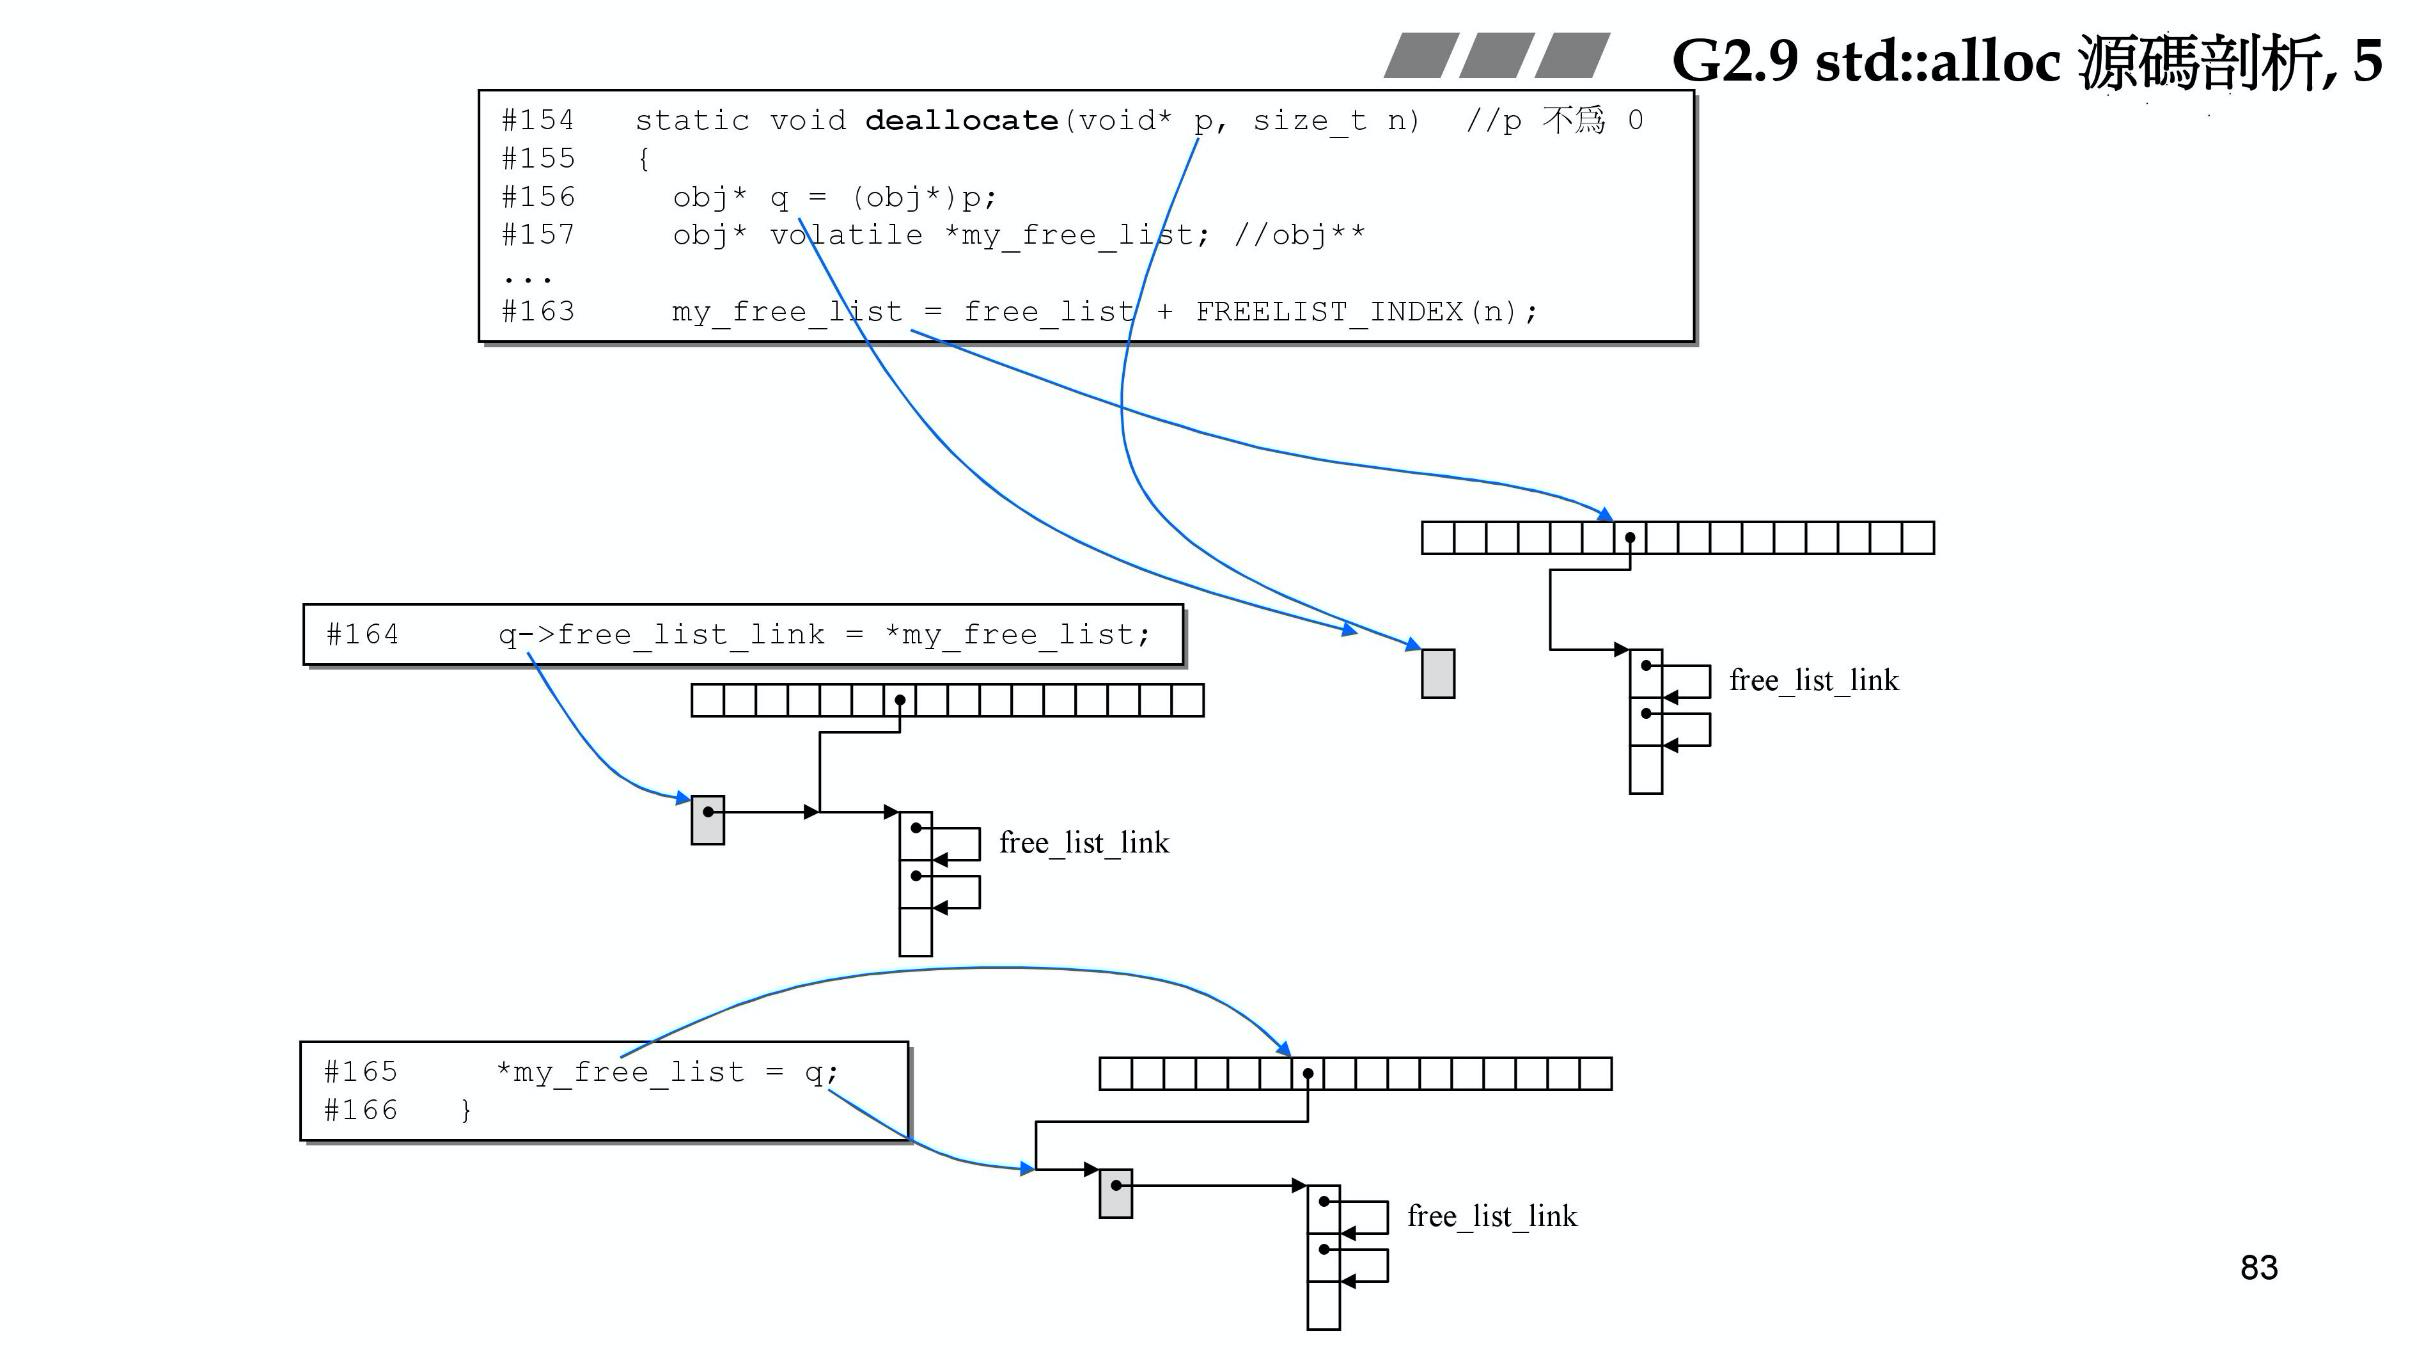 G2.9 std::alloc 源碼剖析, 5
#154 static void deallocate(void* p, size_t n) //p 不爲 0
#155 {
#156 obj* q = (obj*)p;
#157 obj* volatile *my_free_list; //obj**
...
#163 my_free_list = free_list + FREELIST_INDEX(n);
#164 q->free_list_link = *my_free_list;
free_list_link
free_list_link
#165 *my_free_list = q;
#166 }
free_list_link
83